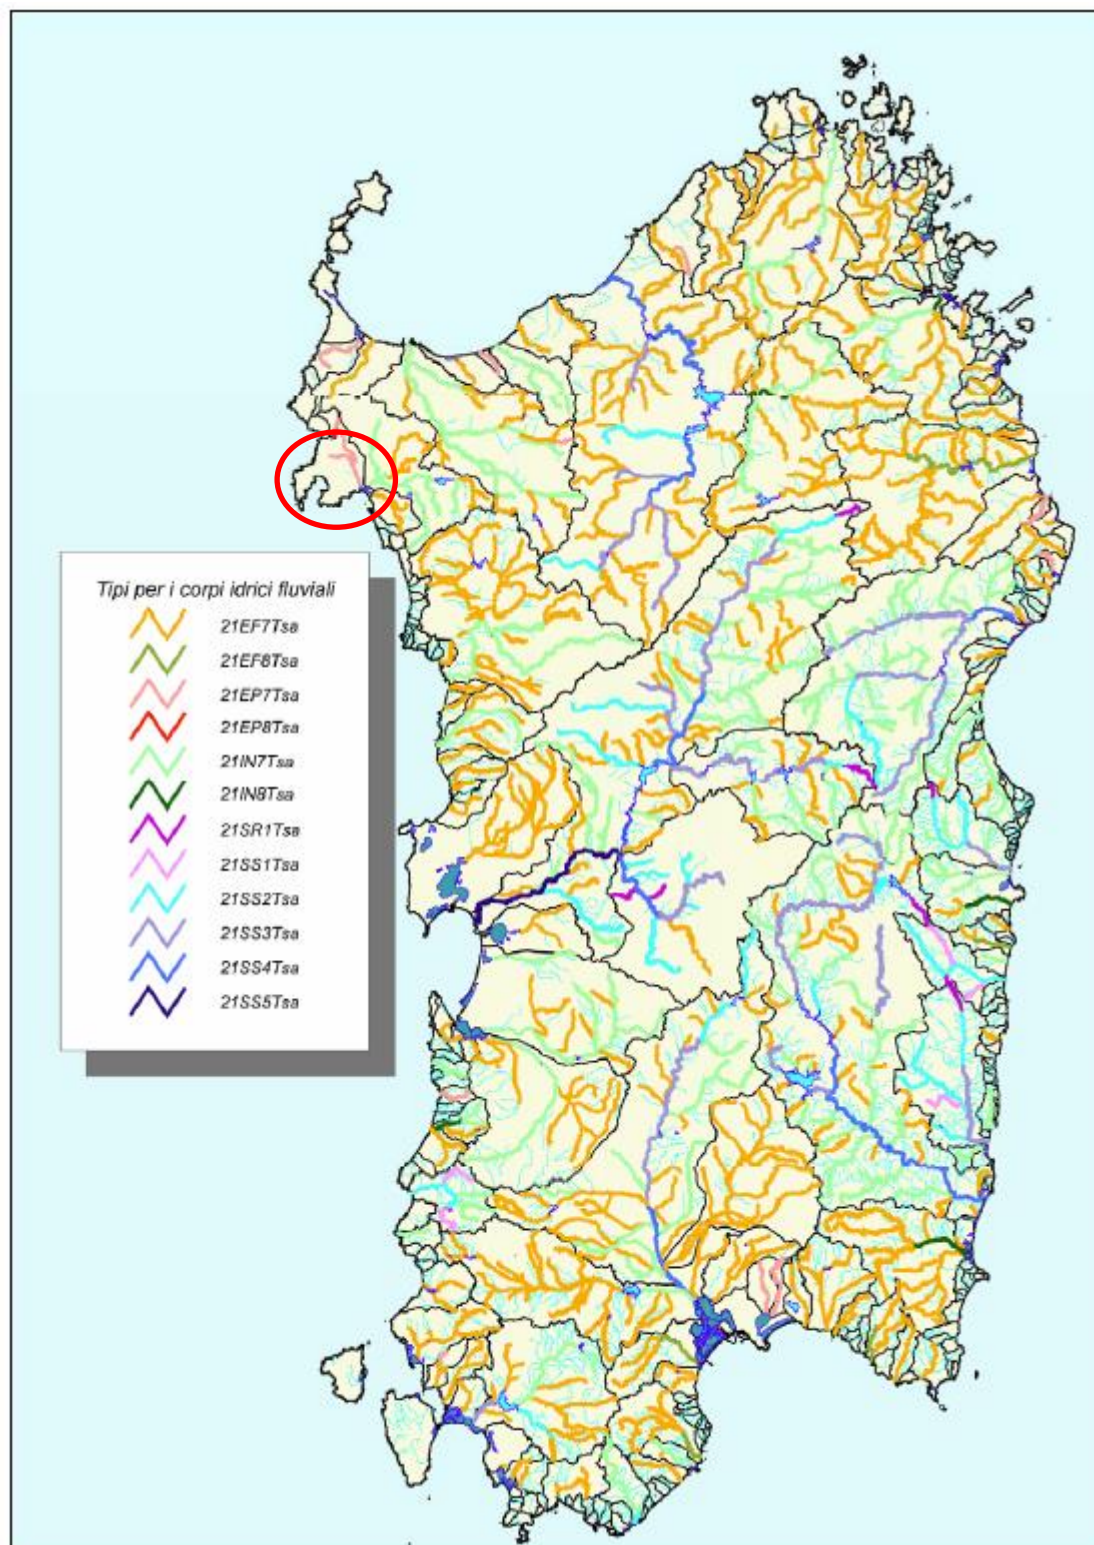 Tipi per i corpi idrici fluviali
21EF7Tsa
21EF8Tsa
21EP7Tsa
21EP8Tsa
21IN7Tsa
21IN8Tsa
21SR1Tsa
21SS1Tsa
21SS2Tsa
21SS3Tsa
21SS4Tsa
21SS5Tsa